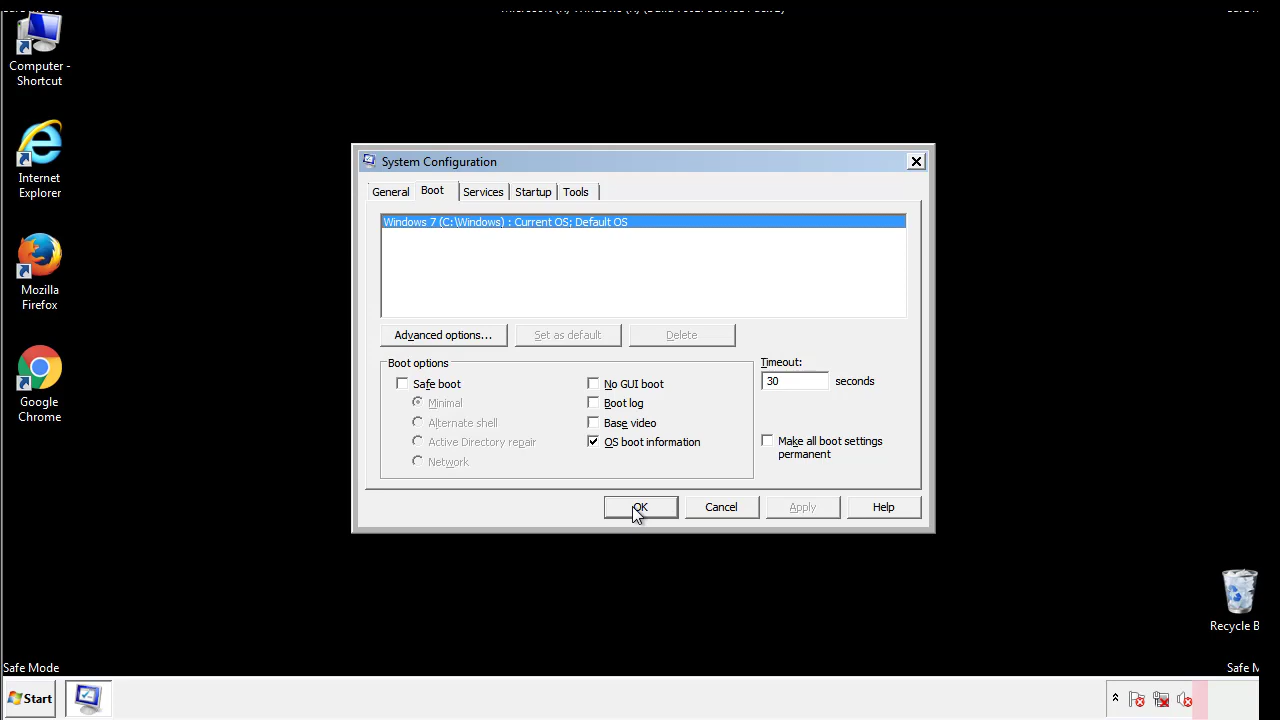 Computer -
Shortcut
Internet
Explorer
Mozilla
Firefox
Google
Chrome
System Configuration
General Boot Services Startup Tools
Windows 7 (C:\Windows) : Current OS; Default OS
Advanced options... Set as default Delete
Boot options
Safe boot
Minimal
Alternate shell
Active Directory repair
Network
No GUI boot
Boot log
Base video
OS boot information
Timeout:
30 seconds
Make all boot settings
permanent
OK Cancel Apply Help
Recycle B
Safe Mode
Safe M
Start